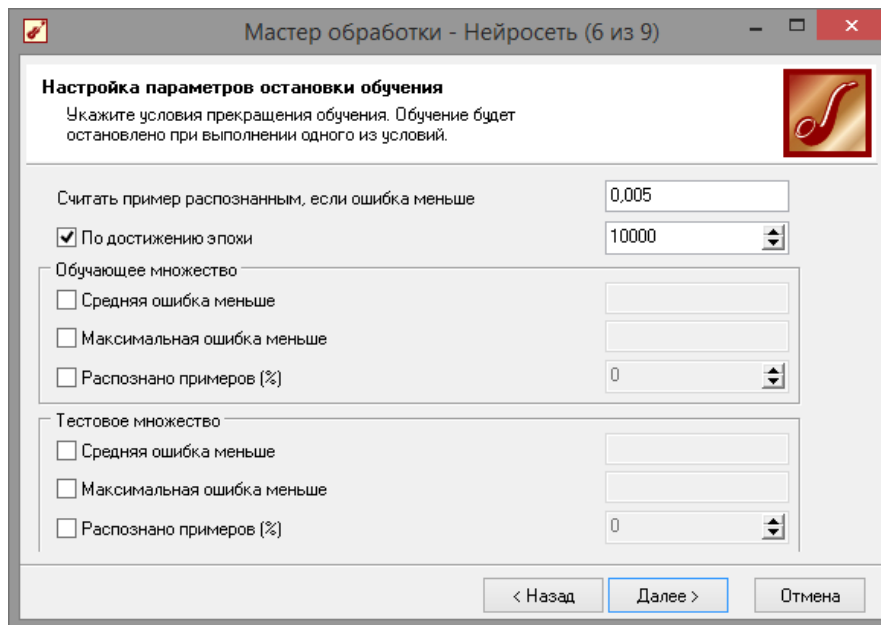 Мастер обработки - Нейросеть (6 из 9)
Настройка параметров остановки обучения
Укажите условия прекращения обучения. Обучение будет
остановлено при выполнении одного из условий.
Считать пример распознанным, если ошибка меньше 0,005
По достижению эпохи 10000
Обучающее множество
Средняя ошибка меньше
Максимальная ошибка меньше
Распознано примеров (%) 0
Тестовое множество
Средняя ошибка меньше
Максимальная ошибка меньше
Распознано примеров (%) 0
< Назад Далее > Отмена